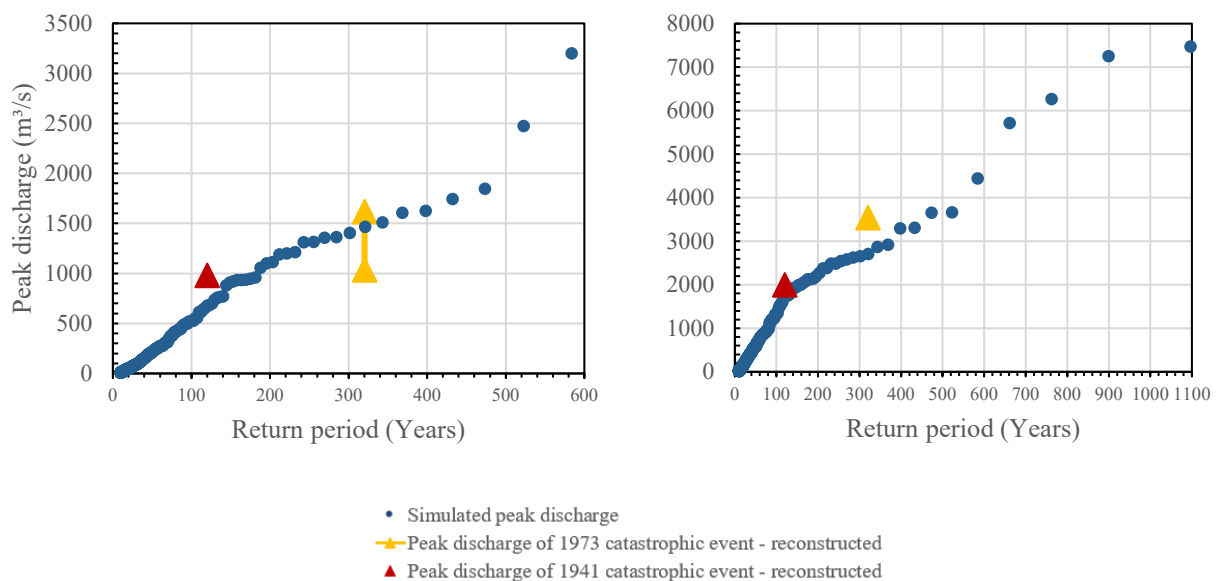 3500
3000
2500
2000
1500
1000
500
0
Peak discharge (m³/s)
0 100 200 300 400 500 600
Return period (Years)
8000
7000
6000
5000
4000
3000
2000
1000
0
0 100 200 300 400 500 600 700 800 900 1000 1100
Return period (Years)
Simulated peak discharge
Peak discharge of 1973 catastrophic event - reconstructed
Peak discharge of 1941 catastrophic event - reconstructed